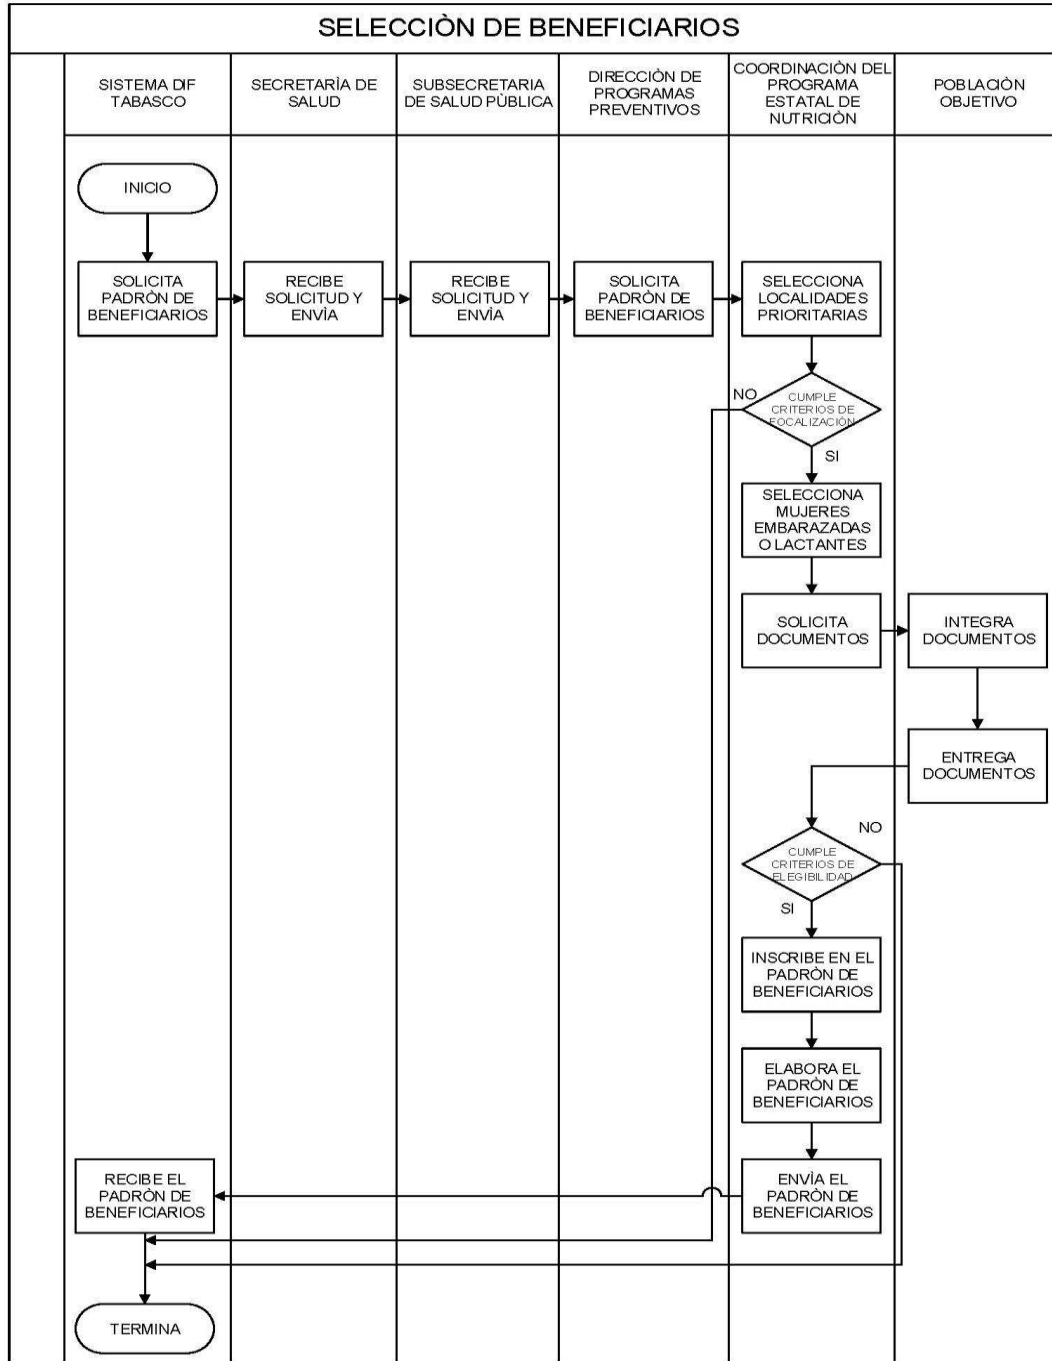 SELECCIÒN DE BENEFICIARIOS
SISTEMA DIF
TABASCO
SECRETARÌA DE
SALUD
SUBSECRETARIA
DE SALUD PÙBLICA
DIRECCIÒN DE
PROGRAMAS
PREVENTIVOS
COORDINACIÒN DEL
PROGRAMA
ESTATAL DE
NUTRICIÒN
POBLACIÒN
OBJETIVO
INICIO
SOLICITA
PADRÒN DE
BENEFICIARIOS
RECIBE
SOLICITUD Y
ENVÌA
RECIBE
SOLICITUD Y
ENVÌA
SOLICITA
PADRÒN DE
BENEFICIARIOS
SELECCIONA
LOCALIDADES
PRIORITARIAS
NO
CUMPLE
CRITERIOS DE
FOCALIZACIÓN
SI
SELECCIONA
MUJERES
EMBARAZADAS
O LACTANTES
SOLICITA
DOCUMENTOS
INTEGRA
DOCUMENTOS
ENTREGA
DOCUMENTOS
NO
CUMPLE
CRITERIOS DE
ELEGIBILIDAD
SI
INSCRIBE EN EL
PADRÒN DE
BENEFICIARIOS
ELABORA EL
PADRÒN DE
BENEFICIARIOS
RECIBE EL
PADRÒN DE
BENEFICIARIOS
ENVÌA EL
PADRÒN DE
BENEFICIARIOS
TERMINA